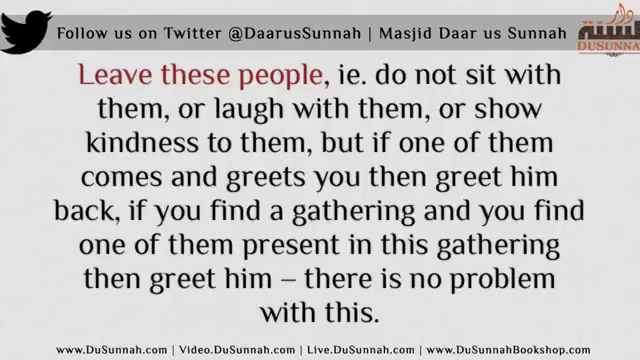 Follow us on Twitter @DaarusSunnah | Masjid Daar us Sunnah
DUSUNNAH
Leave these people, ie. do not sit with
them, or laugh with them, or show
kindness to them, but if one of them
comes and greets you then greet him
back, if you find a gathering and you find
one of them present in this gathering
then greet him – there is no problem
with this.
www.DuSunnah.com | Video.DuSunnah.com | Live.DuSunnah.com | www.DuSunnahBookshop.com